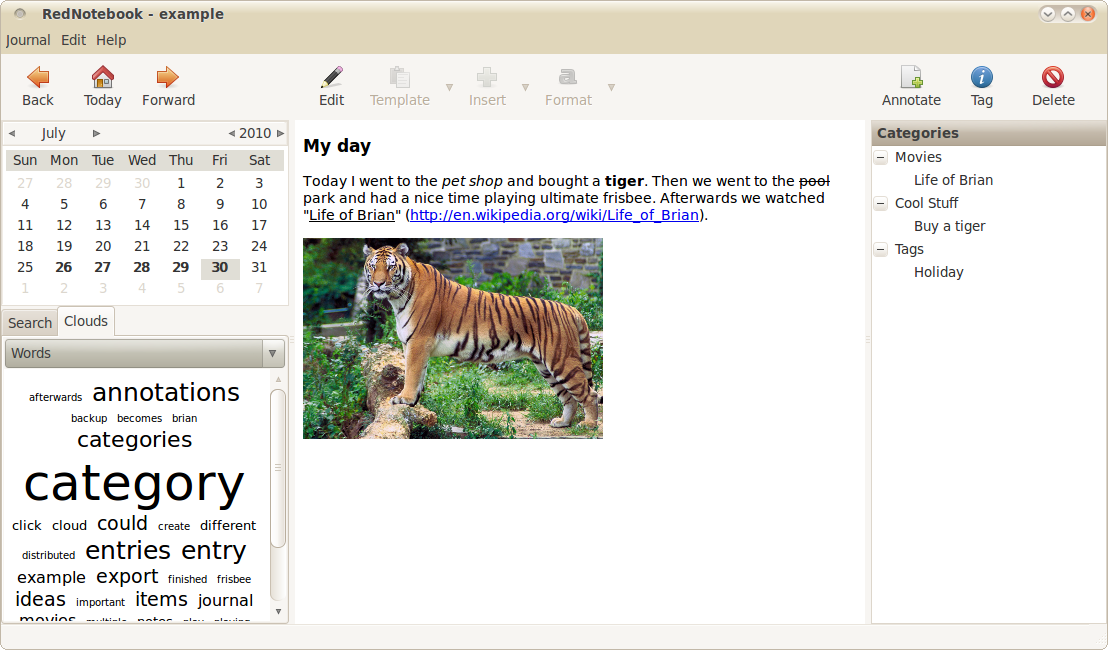 RedNotebook - example
Journal Edit Help
Back Today Forward Edit Template Insert Format Annotate Tag Delete
July 2010
Sun Mon Tue Wed Thu Fri Sat
27 28 29 30 1 2 3
4 5 6 7 8 9 10
11 12 13 14 15 16 17
18 19 20 21 22 23 24
25 26 27 28 29 30 31
1 2 3 4 5 6 7
Search Clouds
Words
afterwards annotations
backup becomes brian
categories
category
click cloud could create different
distributed entries entry
example export finished frisbee
ideas important items journal
movies multiple notes play playing
My day
Today I went to the pet shop and bought a tiger. Then we went to the pool
park and had a nice time playing ultimate frisbee. Afterwards we watched
"Life of Brian" (http://en.wikipedia.org/wiki/Life_of_Brian).
Categories
Movies
Life of Brian
Cool Stuff
Buy a tiger
Tags
Holiday